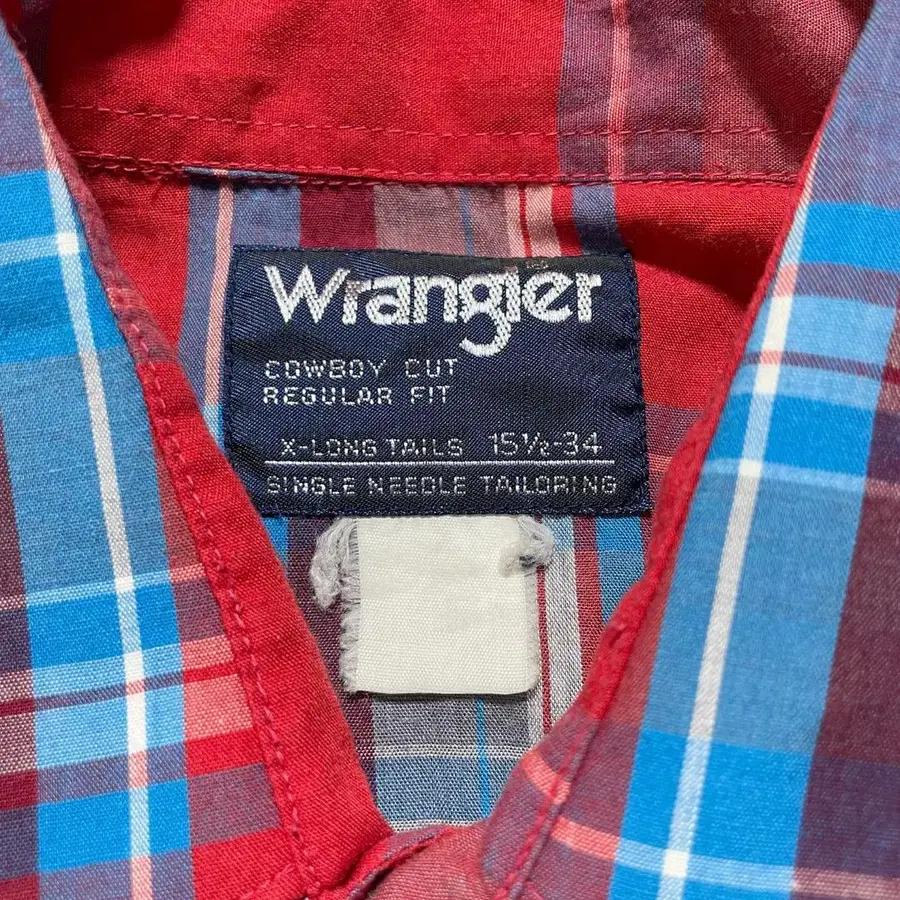 Wrangler
COWBOY CUT
REGULAR FIT
X-LONG TAILS 15½-34
SINGLE NEEDLE TAILORING